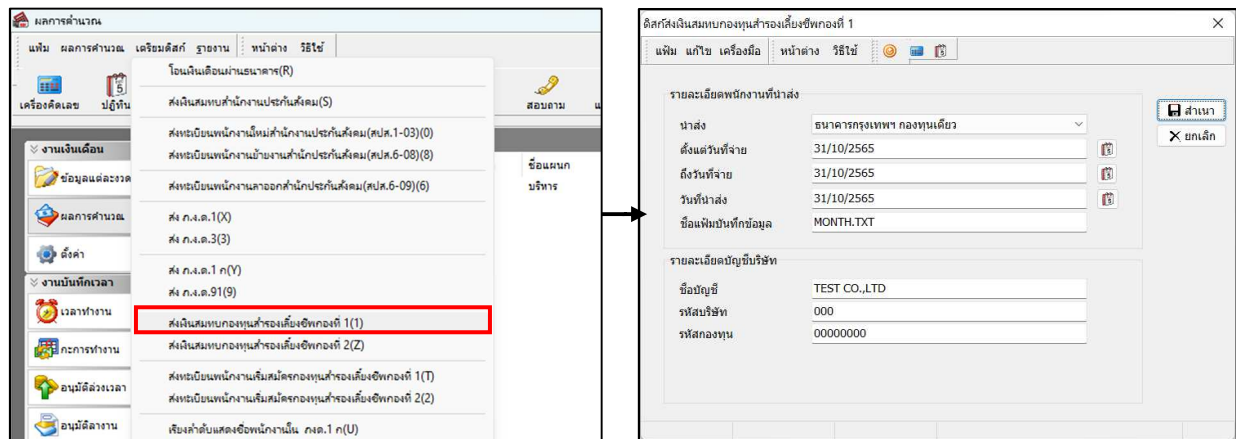 ผลการคำนวณ
แฟ้ม ผลการคำนวณ เตรียมดิสก์ รายงาน หน้าต่าง วิธีใช้
เครื่องคิดเลข ปฏิทิน สอบถาม
โอนเงินเดือนผ่านธนาคาร(R)
ส่งเงินสมทบสำนักงานประกันสังคม(S)
ส่งทะเบียนพนักงานใหม่สำนักงานประกันสังคม(สปส.1-03)(0)
ส่งทะเบียนพนักงานย้ายงานสำนักประกันสังคม(สปส.6-08)(8)
ส่งทะเบียนพนักงานลาออกสำนักประกันสังคม(สปส.6-09)(6)
ส่ง ภ.ง.ด.1(X)
ส่ง ภ.ง.ด.3(3)
ส่ง ภ.ง.ด.1 ก(Y)
ส่ง ภ.ง.ด.91(9)
ส่งเงินสมทบกองทุนสำรองเลี้ยงชีพกองที่ 1(1)
ส่งเงินสมทบกองทุนสำรองเลี้ยงชีพกองที่ 2(Z)
ส่งทะเบียนพนักงานเริ่มสมัครกองทุนสำรองเลี้ยงชีพกองที่ 1(T)
ส่งทะเบียนพนักงานเริ่มสมัครกองทุนสำรองเลี้ยงชีพกองที่ 2(2)
เรียงลำดับแสดงชื่อพนักงานใน ภงด.1 ก(U)
งานเงินเดือน
ข้อมูลแต่ละงวด
ผลการคำนวณ
ตั้งค่า
งานบันทึกเวลา
เวลาทำงาน
กะการทำงาน
อนุมัติล่วงเวลา
อนุมัติลางาน
ชื่อแผนก
บริหาร
ดิสก์ส่งเงินสมทบกองทุนสำรองเลี้ยงชีพกองที่ 1
แฟ้ม แก้ไข เครื่องมือ หน้าต่าง วิธีใช้
รายละเอียดพนักงานที่นำส่ง
นำส่ง ธนาคารกรุงเทพฯ กองทุนเดียว
ตั้งแต่วันที่จ่าย 31/10/2565
ถึงวันที่จ่าย 31/10/2565
วันที่นำส่ง 31/10/2565
ชื่อแฟ้มบันทึกข้อมูล MONTH.TXT
สำเนา
ยกเลิก
รายละเอียดบัญชีบริษัท
ชื่อบัญชี TEST CO.,LTD
รหัสบริษัท 000
รหัสกองทุน 00000000